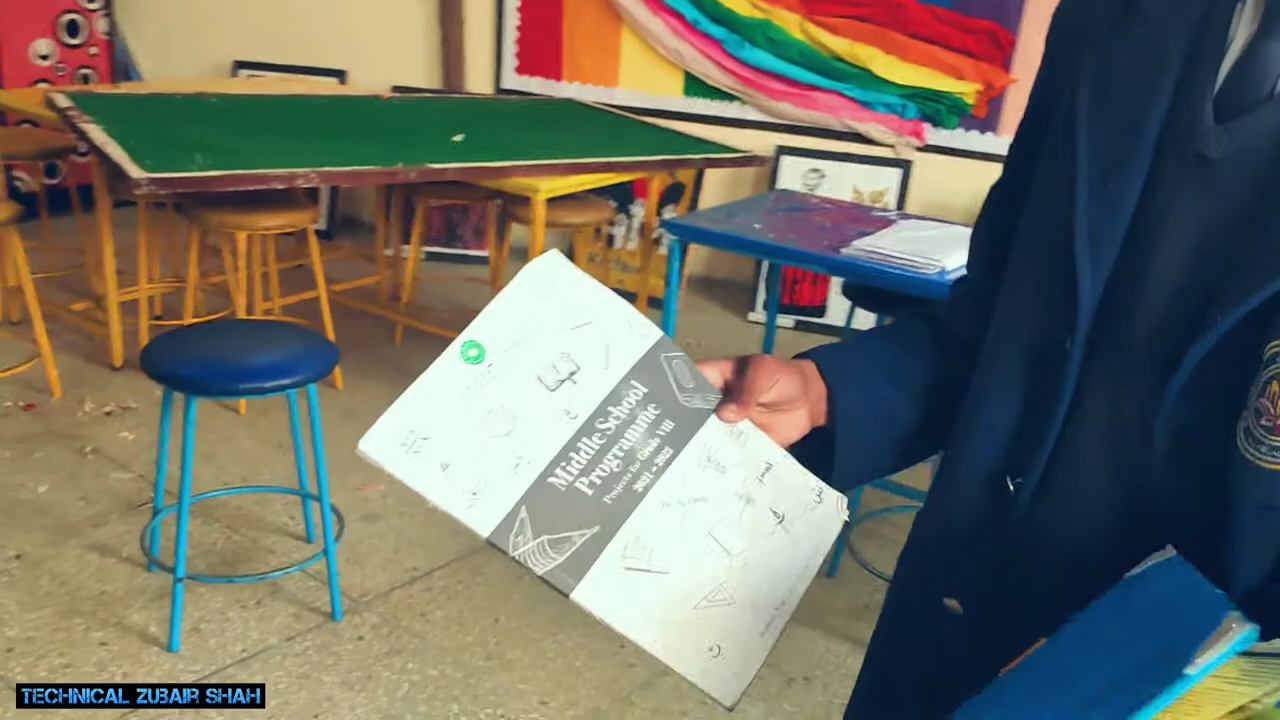 Middle School
Programme
Projects for Grade VIII
2021 - 2022
TECHNICAL ZUBAIR SHAH